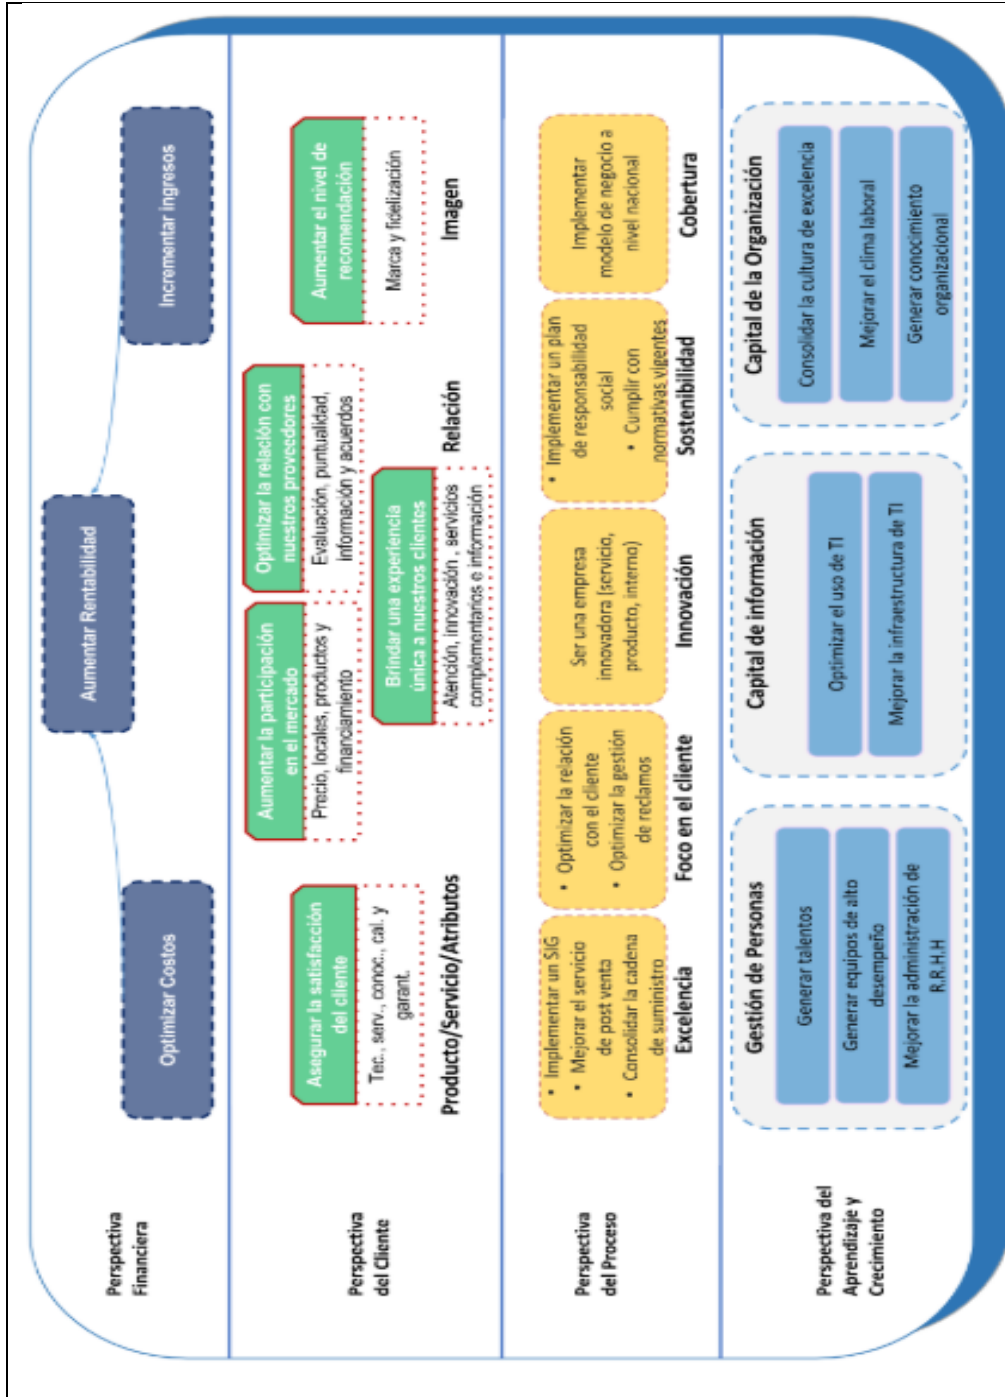 Perspectiva
Financiera
Aumentar Rentabilidad
Optimizar Costos
Incrementar ingresos
Perspectiva
del Cliente
Asegurar la satisfacción
del cliente
Tec., serv., conoc., cal. y
garant.
Aumentar la participación
en el mercado
Precio, locales, productos y
financiamiento
Optimizar la relación con
nuestros proveedores
Evaluación, puntualidad,
información y acuerdos
Brindar una experiencia
única a nuestros clientes
Atención, innovación , servicios
complementarios e información
Aumentar el nivel de
recomendación
Marca y fidelización
Producto/Servicio/Atributos
Relación
Imagen
Perspectiva
del Proceso
• Implementar un SIG
• Mejorar el servicio
de post venta
• Consolidar la cadena
de suministro
• Optimizar la relación
con el cliente
• Optimizar la gestión
de reclamos
Ser una empresa
innovadora (servicio,
producto, interno)
• Implementar un plan
de responsabilidad
social
• Cumplir con
normativas vigentes
Implementar
modelo de negocio a
nivel nacional
Excelencia
Foco en el cliente
Innovación
Sostenibilidad
Cobertura
Perspectiva del
Aprendizaje y
Crecimiento
Gestión de Personas
Generar talentos
Generar equipos de alto
desempeño
Mejorar la administración de
R.R.H.H
Capital de información
Optimizar el uso de TI
Mejorar la infraestructura de TI
Capital de la Organización
Consolidar la cultura de excelencia
Mejorar el clima laboral
Generar conocimiento
organizacional